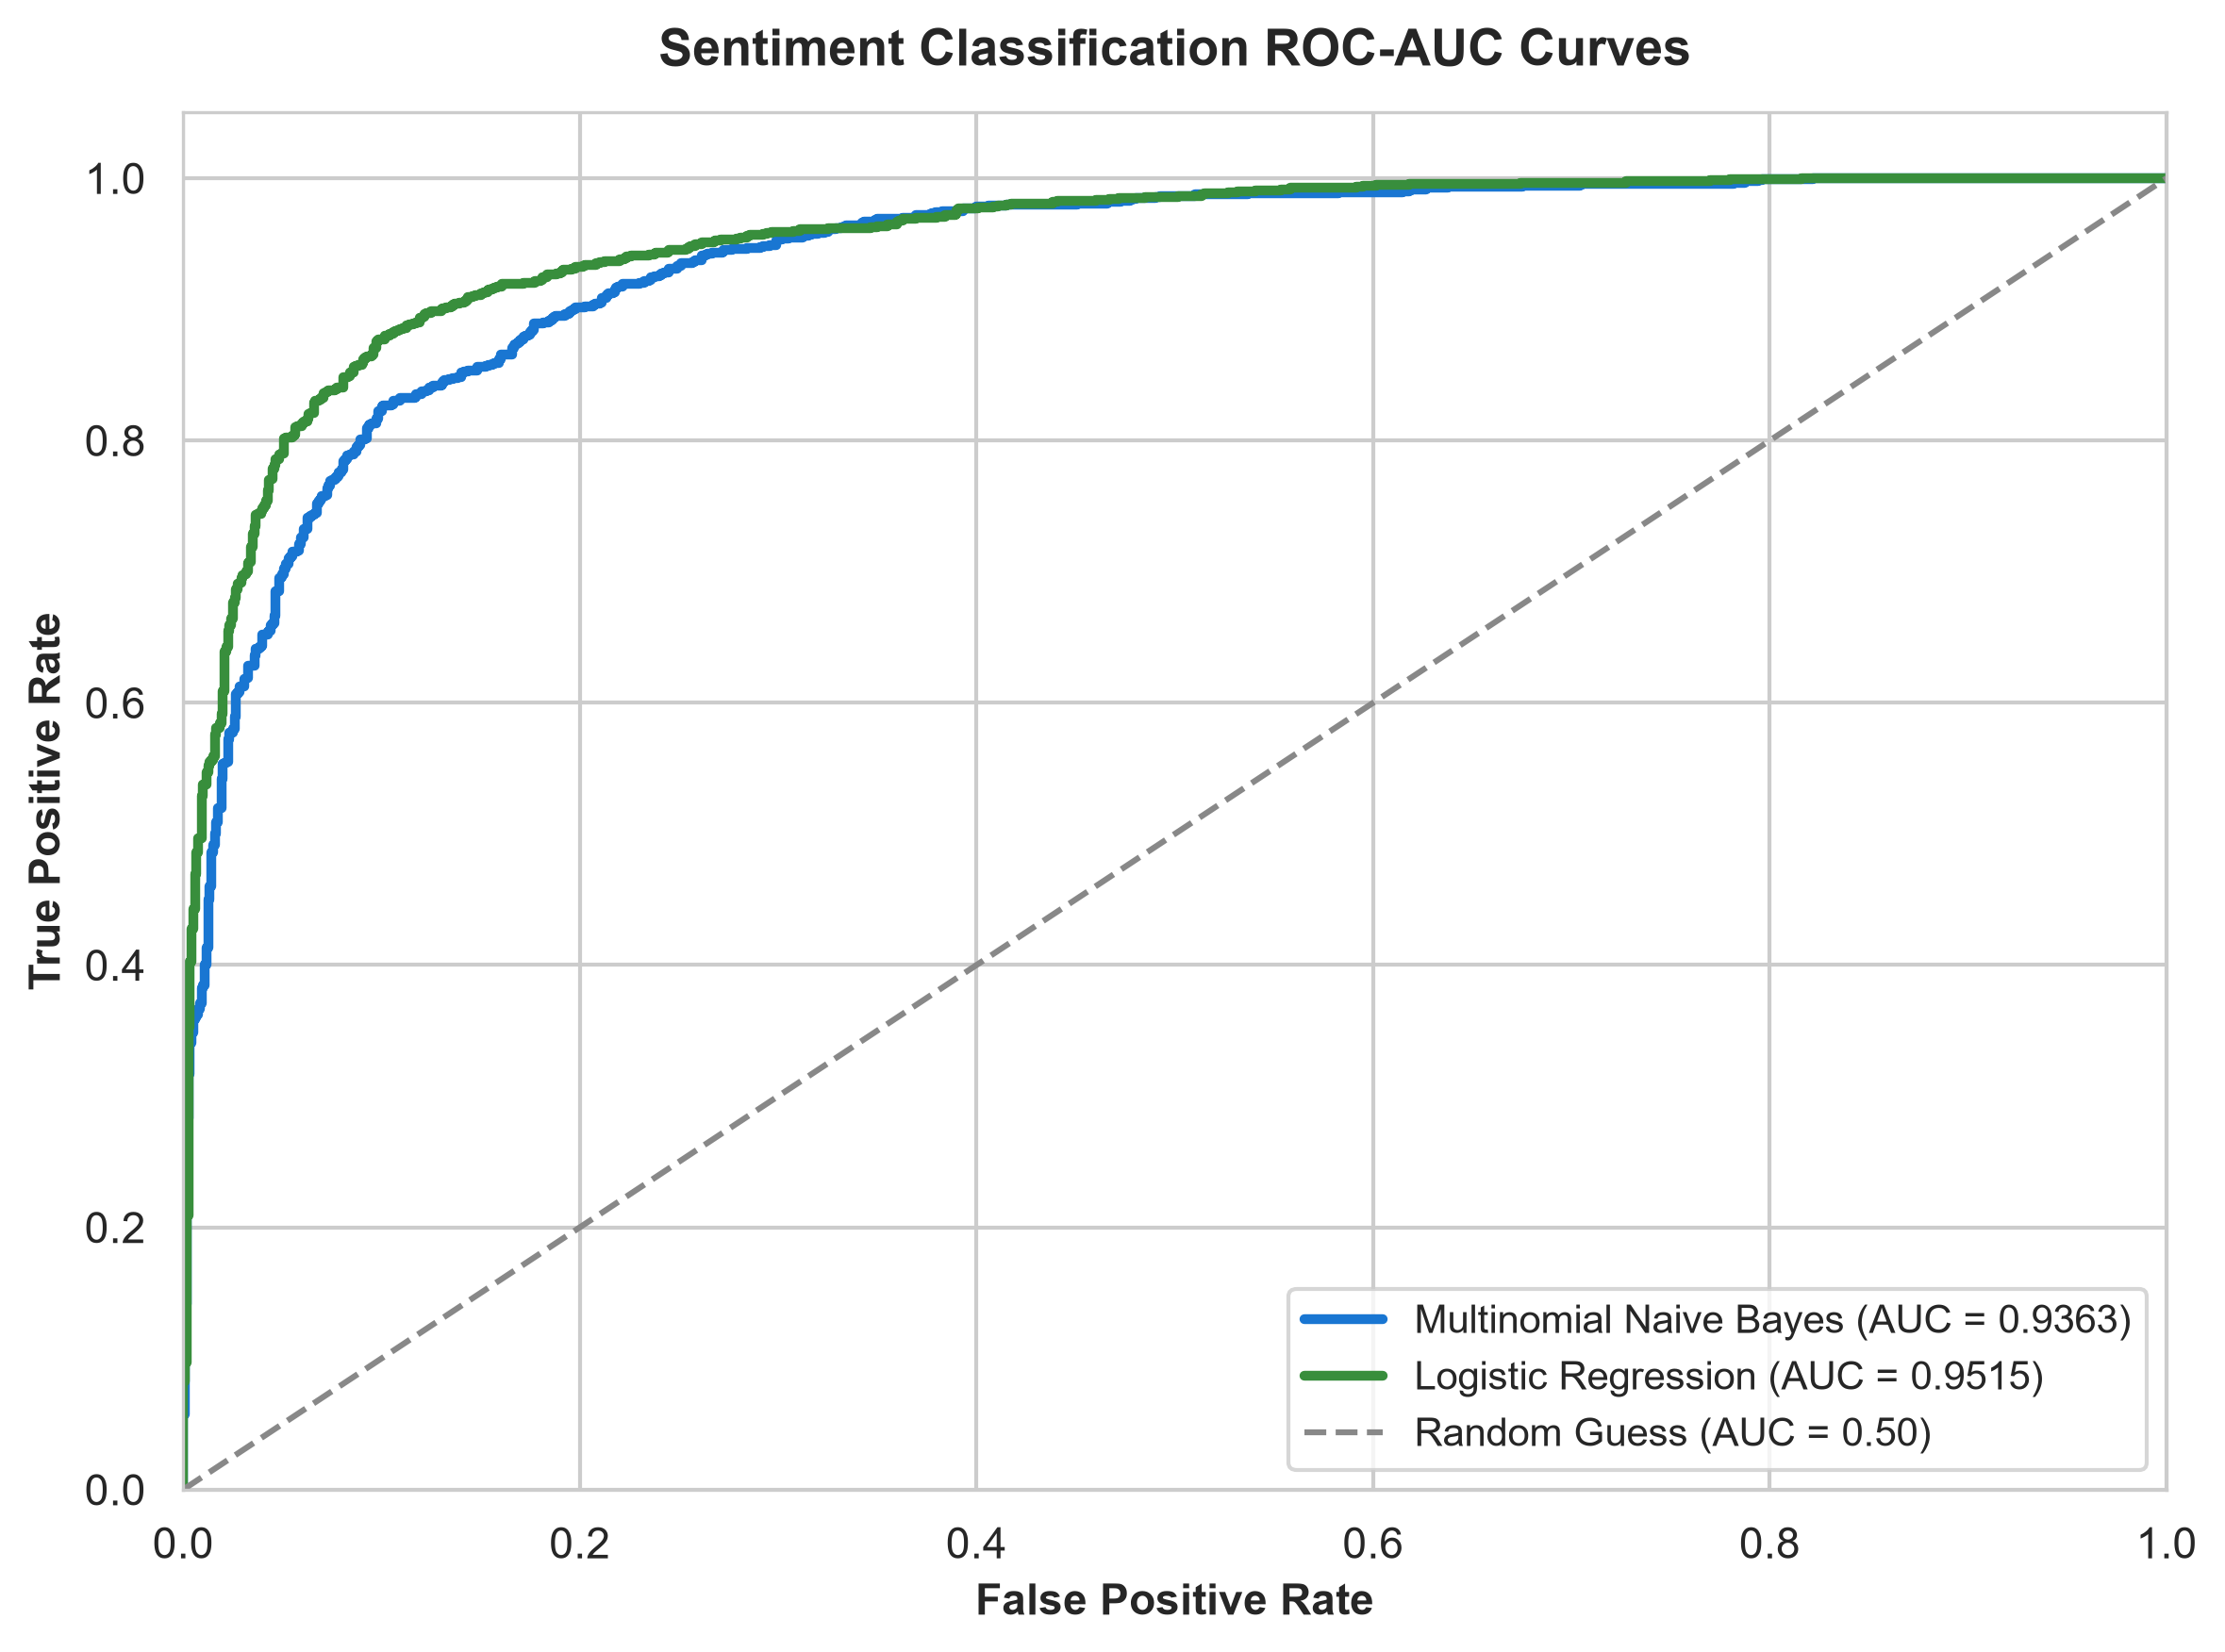 Sentiment Classification ROC-AUC Curves
1.0
0.8
0.6
0.4
0.2
0.0
True Positive Rate
Multinomial Naive Bayes (AUC = 0.9363)
Logistic Regression (AUC = 0.9515)
Random Guess (AUC = 0.50)
0.0 0.2 0.4 0.6 0.8 1.0
False Positive Rate